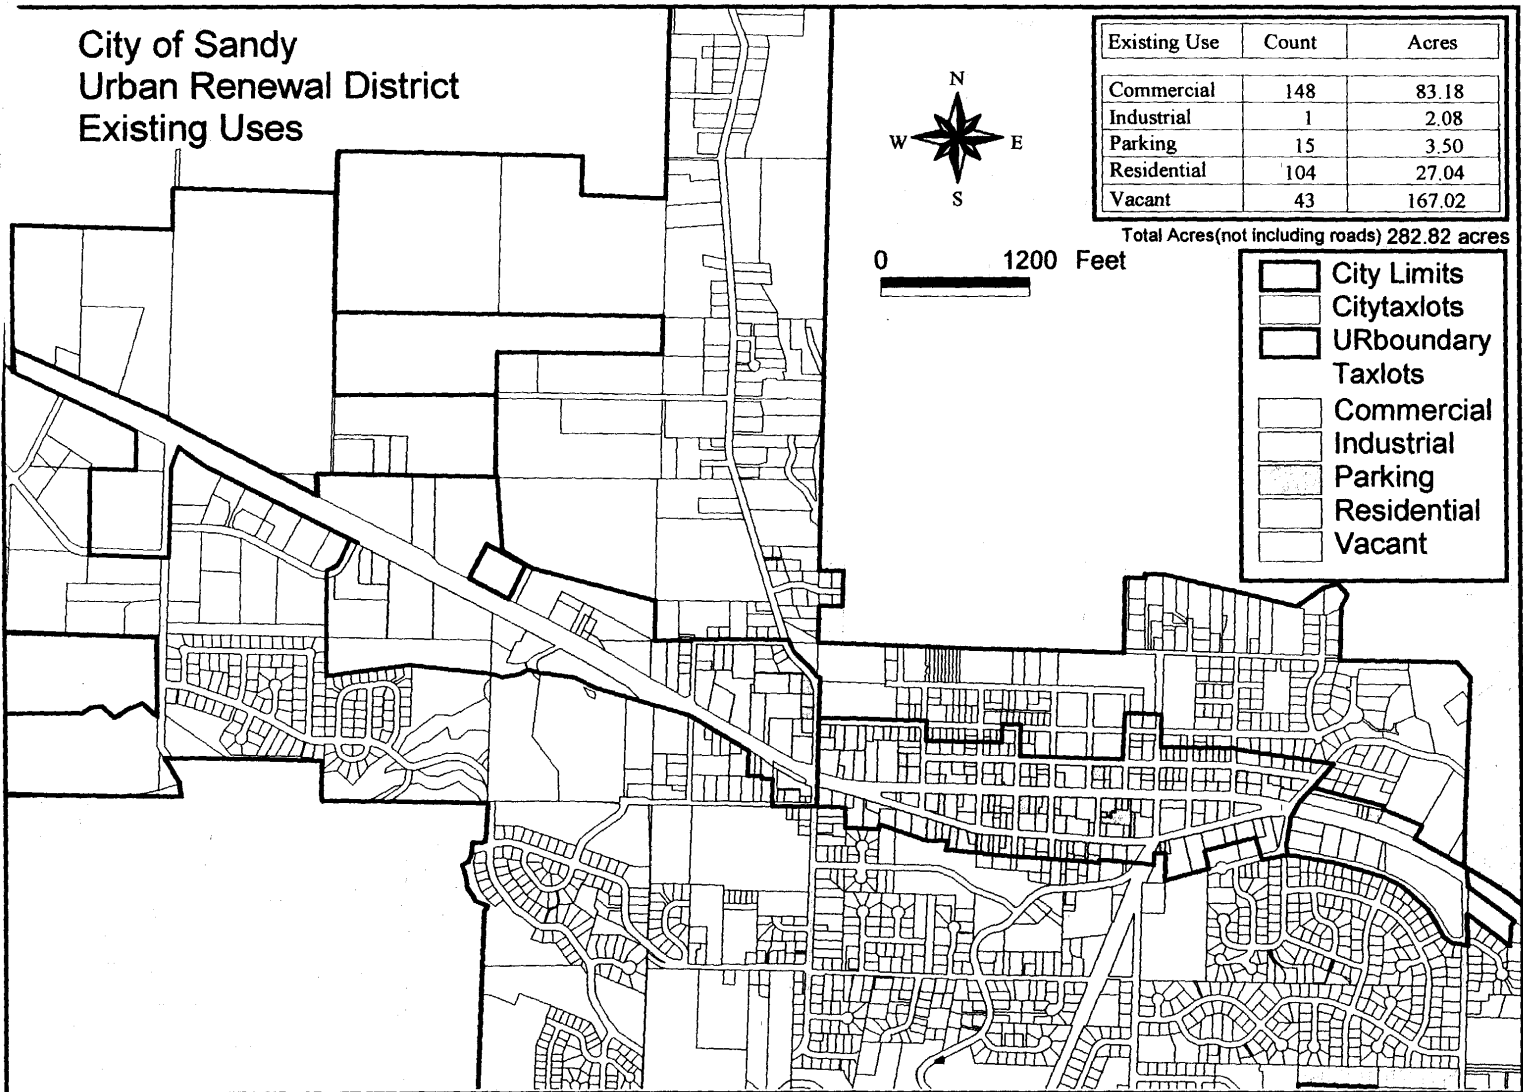 City of Sandy
Urban Renewal District
Existing Uses
N
W E
S
0 1200 Feet
Existing Use Count Acres
Commercial 148 83.18
Industrial 1 2.08
Parking 15 3.50
Residential 104 27.04
Vacant 43 167.02
Total Acres(not including roads) 282.82 acres
City Limits
Citytaxlots
URboundary
Taxlots
Commercial
Industrial
Parking
Residential
Vacant